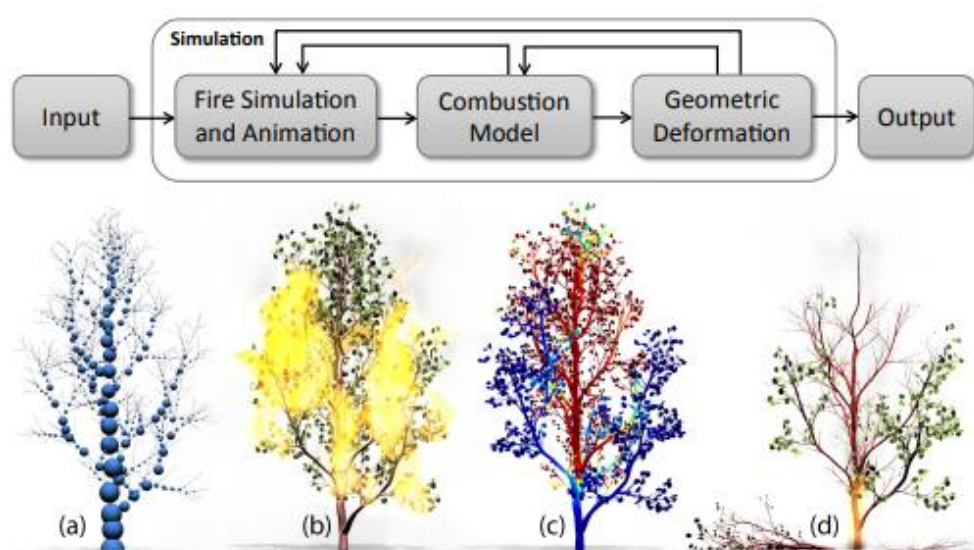 Simulation
Input
Fire Simulation
and Animation
Combustion
Model
Geometric
Deformation
Output
(a)
(b)
(c)
(d)